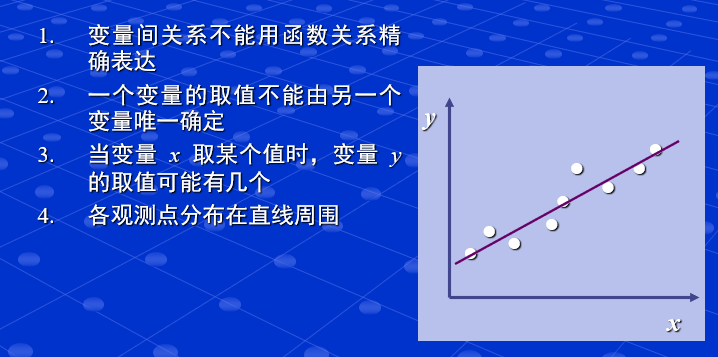 1. 变量间关系不能用函数关系精
确表达
2. 一个变量的取值不能由另一个
变量唯一确定
3. 当变量 x 取某个值时，变量 y
的取值可能有几个
4. 各观测点分布在直线周围
y
x